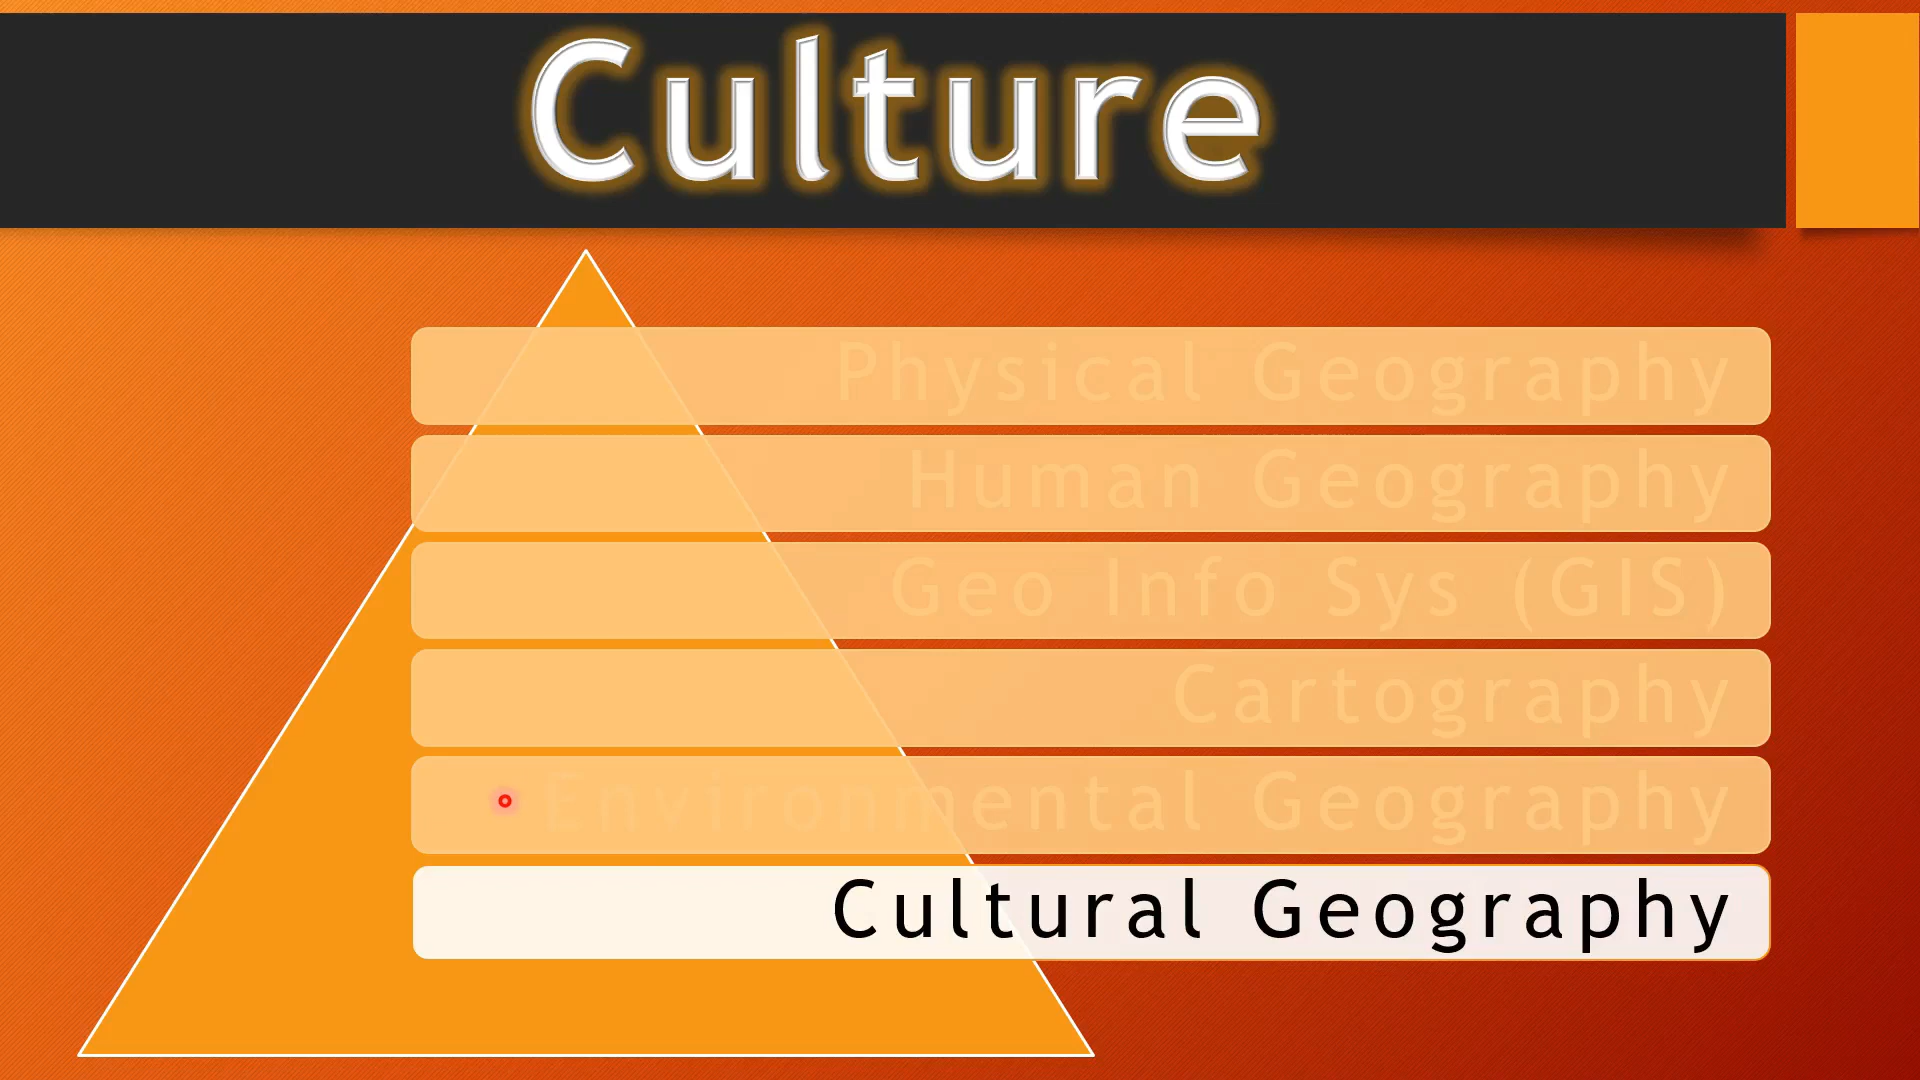 Culture
Physical Geography
Human Geography
Geo Info Sys (GIS)
Cartography
Environmental Geography
Cultural Geography